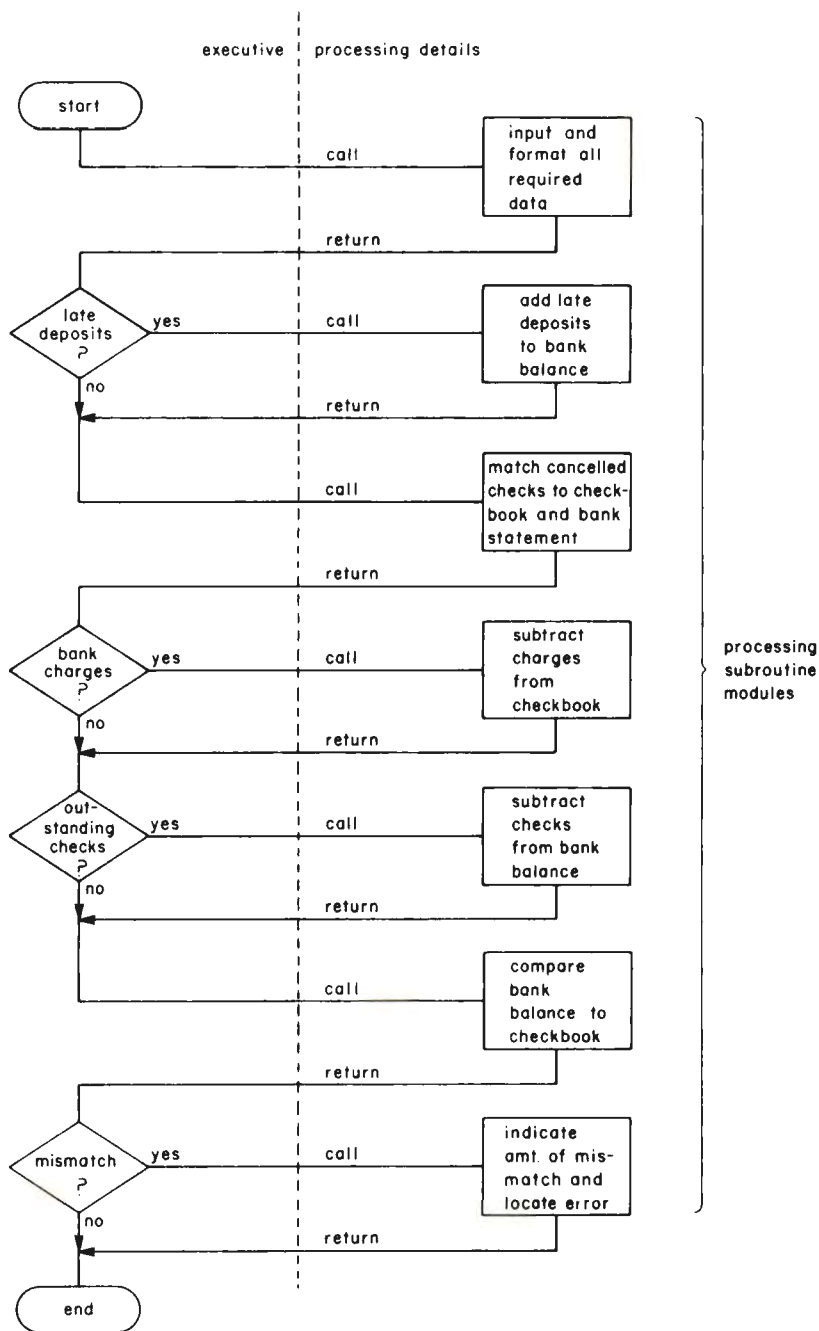 executive processing details
start
input and
format all
required
data
call
return
late
deposits
?
yes
call
add late
deposits
to bank
balance
no
return
match cancelled
checks to check-
book and bank
statement
call
return
bank
charges
?
yes
call
subtract
charges
from
checkbook
processing
subroutine
modules
no
return
out-
standing
checks
?
yes
call
subtract
checks
from bank
balance
no
return
compare
bank
balance to
checkbook
call
return
mismatch
?
yes
call
indicate
amt. of mis-
match and
locate error
no
return
end